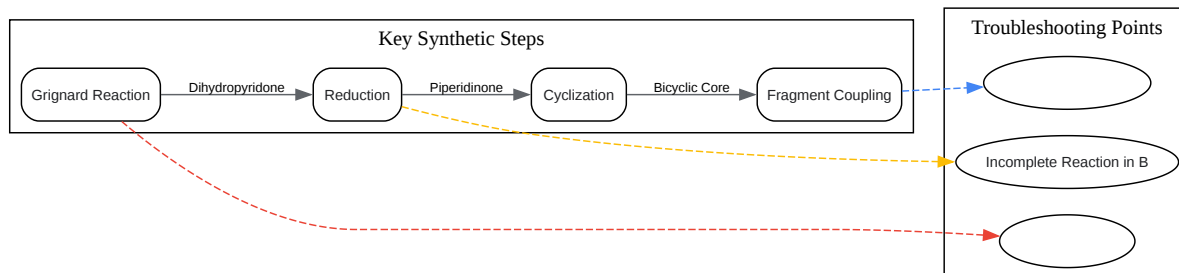 Key Synthetic Steps
Troubleshooting Points
Grignard Reaction
Dihydropyridone
Reduction
Piperidinone
Cyclization
Bicyclic Core
Fragment Coupling
Incomplete Reaction in B